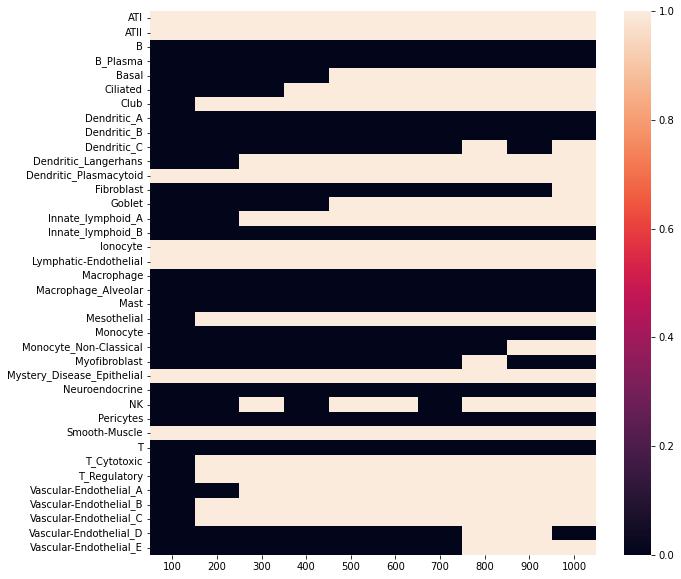 ATI
ATII
B
B_Plasma
Basal
Ciliated
Club
Dendritic_A
Dendritic_B
Dendritic_C
Dendritic_Langerhans
Dendritic_Plasmacytoid
Fibroblast
Goblet
Innate_lymphoid_A
Innate_lymphoid_B
Ionocyte
Lymphatic-Endothelial
Macrophage
Macrophage_Alveolar
Mast
Mesothelial
Monocyte
Monocyte_Non-Classical
Myofibroblast
Mystery_Disease_Epithelial
Neuroendocrine
NK
Pericytes
Smooth-Muscle
T
T_Cytotoxic
T_Regulatory
Vascular-Endothelial_A
Vascular-Endothelial_B
Vascular-Endothelial_C
Vascular-Endothelial_D
Vascular-Endothelial_E
100 200 300 400 500 600 700 800 900 1000
1.0
0.8
0.6
0.4
0.2
0.0